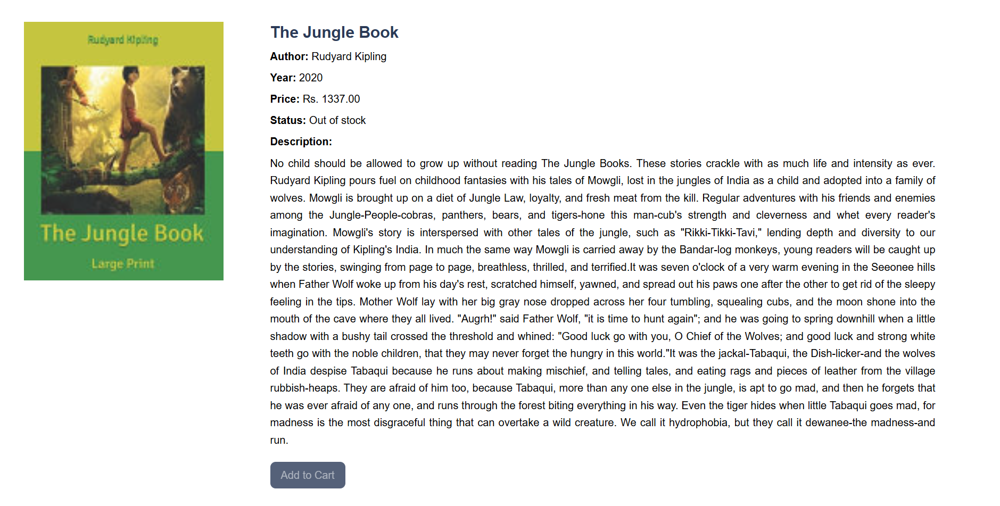 Rudyard Kipling
The Jungle Book
Large Print
The Jungle Book
Author: Rudyard Kipling
Year: 2020
Price: Rs. 1337.00
Status: Out of stock
Description:
No child should be allowed to grow up without reading The Jungle Books. These stories crackle with as much life and intensity as ever.
Rudyard Kipling pours fuel on childhood fantasies with his tales of Mowgli, lost in the jungles of India as a child and adopted into a family of
wolves. Mowgli is brought up on a diet of Jungle Law, loyalty, and fresh meat from the kill. Regular adventures with his friends and enemies
among the Jungle-People-cobras, panthers, bears, and tigers-hone this man-cub's strength and cleverness and whet every reader's
imagination. Mowgli's story is interspersed with other tales of the jungle, such as "Rikki-Tikki-Tavi," lending depth and diversity to our
understanding of Kipling's India. In much the same way Mowgli is carried away by the Bandar-log monkeys, young readers will be caught up
by the stories, swinging from page to page, breathless, thrilled, and terrified.It was seven o'clock of a very warm evening in the Seeonee hills
when Father Wolf woke up from his day's rest, scratched himself, yawned, and spread out his paws one after the other to get rid of the sleepy
feeling in the tips. Mother Wolf lay with her big gray nose dropped across her four tumbling, squealing cubs, and the moon shone into the
mouth of the cave where they all lived. "Augrh!" said Father Wolf, "it is time to hunt again"; and he was going to spring downhill when a little
shadow with a bushy tail crossed the threshold and whined: "Good luck go with you, O Chief of the Wolves; and good luck and strong white
teeth go with the noble children, that they may never forget the hungry in this world."It was the jackal-Tabaqui, the Dish-licker-and the wolves
of India despise Tabaqui because he runs about making mischief, and telling tales, and eating rags and pieces of leather from the village
rubbish-heaps. They are afraid of him too, because Tabaqui, more than any one else in the jungle, is apt to go mad, and then he forgets that
he was ever afraid of any one, and runs through the forest biting everything in his way. Even the tiger hides when little Tabaqui goes mad, for
madness is the most disgraceful thing that can overtake a wild creature. We call it hydrophobia, but they call it dewanee-the madness-and
run.
Add to Cart